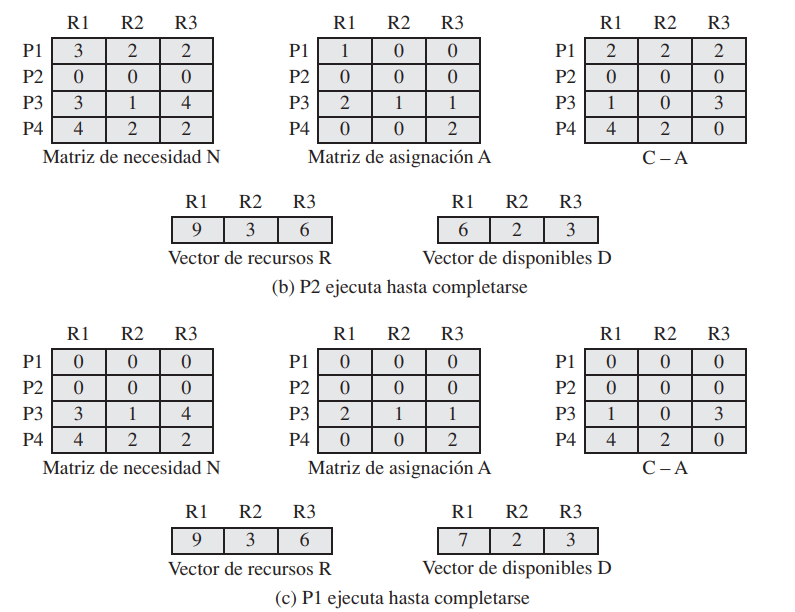 R1 R2 R3 R1 R2 R3 R1 R2 R3
P1 3 2 2 P1 1 0 0 P1 2 2 2
P2 0 0 0 P2 0 0 0 P2 0 0 0
P3 3 1 4 P3 2 1 1 P3 1 0 3
P4 4 2 2 P4 0 0 2 P4 4 2 0
Matriz de necesidad N Matriz de asignación A C – A
R1 R2 R3 R1 R2 R3
9 3 6 6 2 3
Vector de recursos R Vector de disponibles D
(b) P2 ejecuta hasta completarse
R1 R2 R3 R1 R2 R3 R1 R2 R3
P1 0 0 0 P1 0 0 0 P1 0 0 0
P2 0 0 0 P2 0 0 0 P2 0 0 0
P3 3 1 4 P3 2 1 1 P3 1 0 3
P4 4 2 2 P4 0 0 2 P4 4 2 0
Matriz de necesidad N Matriz de asignación A C – A
R1 R2 R3 R1 R2 R3
9 3 6 7 2 3
Vector de recursos R Vector de disponibles D
(c) P1 ejecuta hasta completarse